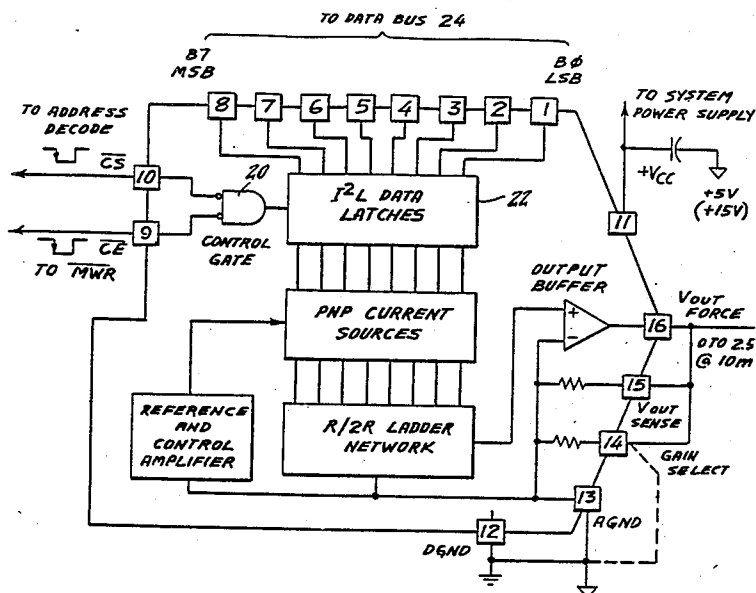 TO DATA BUS 24
B7
MSB
BØ
LSB
8 7 6 5 4 3 2 1
TO ADDRESS
DECODE
C̅S̅
10
20
I²L DATA
LATCHES
22
TO SYSTEM
POWER SUPPLY
+VCC
+5V
(+15V)
11
9
C̅E̅
TO M̅W̅R̅
CONTROL
GATE
PNP CURRENT
SOURCES
OUTPUT
BUFFER
+
-
16
VOUT
FORCE
0 TO 2.5
@ 10m
15
VOUT
SENSE
REFERENCE
AND
CONTROL
AMPLIFIER
R/2R LADDER
NETWORK
14
GAIN
SELECT
13
AGND
12
DGND